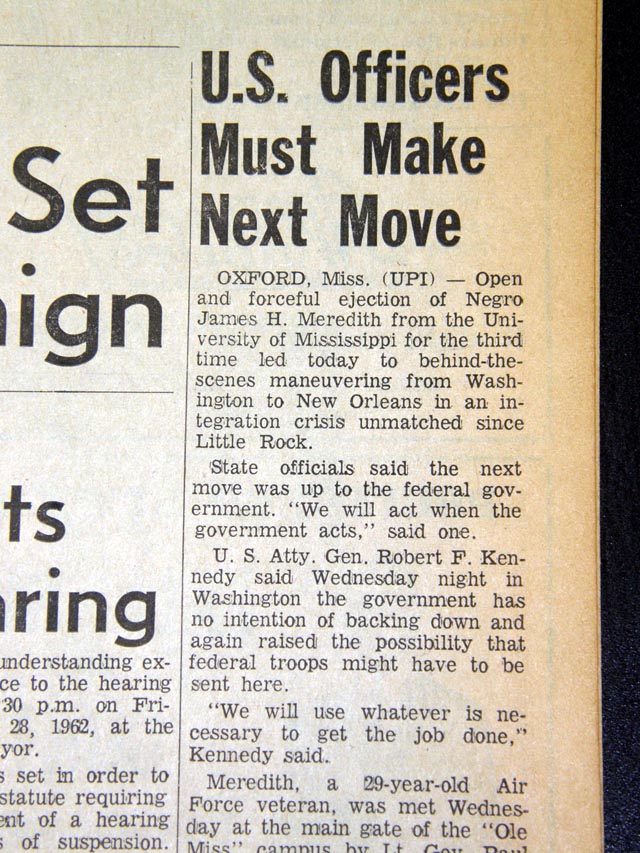 Set
aign
ts
aring
understanding ex-
ce to the hearing
30 p.m. on Fri-
28, 1962, at the
yor.
s set in order to
statute requiring
ent of a hearing
s of suspension.
U.S. Officers
Must Make
Next Move
OXFORD, Miss. (UPI) — Open
and forceful ejection of Negro
James H. Meredith from the Uni-
versity of Mississippi for the third
time led today to behind-the-
scenes maneuvering from Wash-
ington to New Orleans in an in-
tegration crisis unmatched since
Little Rock.
State officials said the next
move was up to the federal gov-
ernment. "We will act when the
government acts," said one.
U. S. Atty. Gen. Robert F. Ken-
nedy said Wednesday night in
Washington the government has
no intention of backing down and
again raised the possibility that
federal troops might have to be
sent here.
"We will use whatever is ne-
cessary to get the job done,"
Kennedy said.
Meredith, a 29-year-old Air
Force veteran, was met Wednes-
day at the main gate of the "Ole
Miss" campus by Lt. Gov. Paul